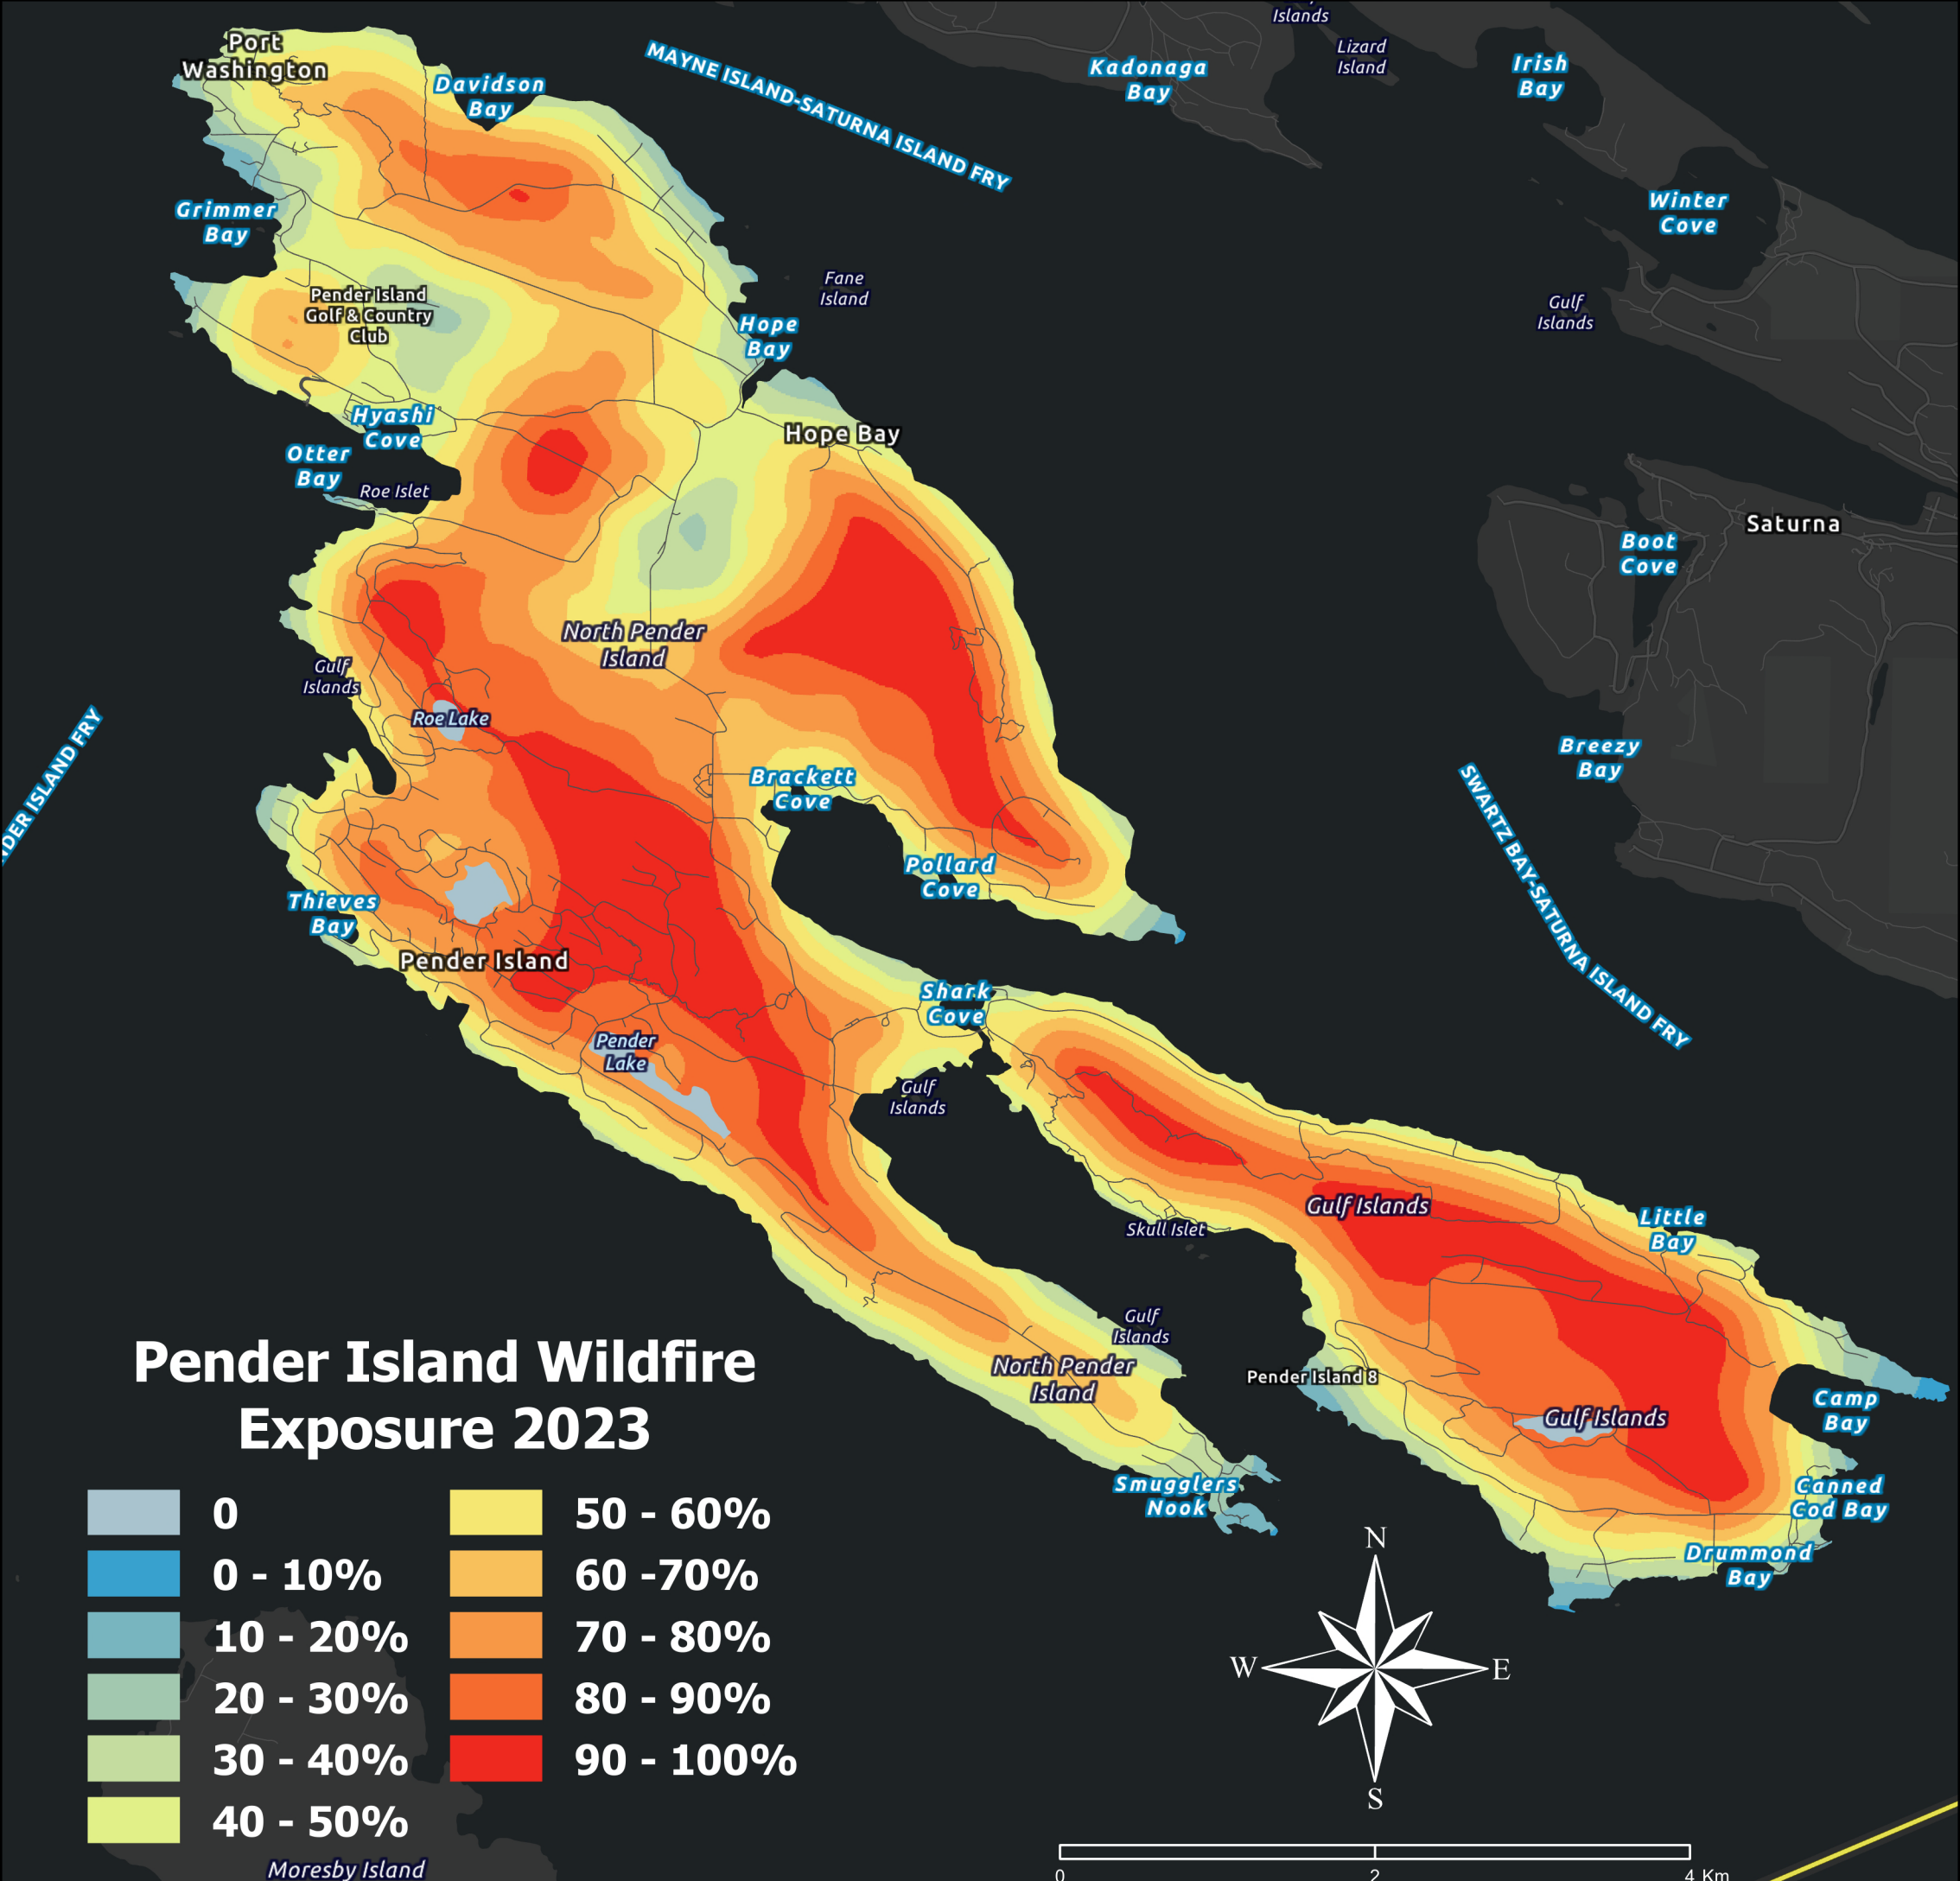 Islands
Port
Washington
Davidson
Bay
MAYNE ISLAND-SATURNA ISLAND FRY
Kadonaga
Bay
Lizard
Island
Irish
Bay
Grimmer
Bay
Winter
Cove
Pender Island
Golf & Country
Club
Fane
Island
Hope
Bay
Gulf
Islands
Hyashi
Cove
Otter
Bay
Roe Islet
Hope Bay
Saturna
Boot
Cove
North Pender
Island
Gulf
Islands
Roe Lake
NDER ISLAND FRY
Brackett
Cove
Breezy
Bay
SWARTZ BAY-SATURNA ISLAND FRY
Pollard
Cove
Thieves
Bay
Pender Island
Shark
Cove
Pender
Lake
Gulf
Islands
Gulf Islands
Skull Islet
Little
Bay
Gulf
Islands
North Pender
Island
Pender Island 8
Gulf Islands
Camp
Bay
Smugglers
Nook
Canned
Cod Bay
Drummond
Bay
Pender Island Wildfire
Exposure 2023
0
0 - 10%
10 - 20%
20 - 30%
30 - 40%
40 - 50%
50 - 60%
60 -70%
70 - 80%
80 - 90%
90 - 100%
N
W
E
S
Moresby Island
0 2 4 Km